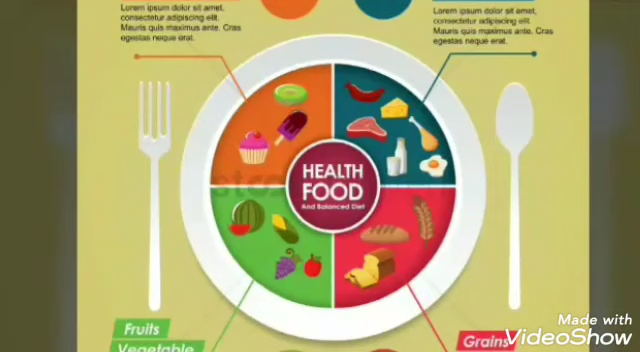 Lorem ipsum dolor sit amet,
consectetur adipiscing elit.
Mauris quis maximus ante. Cras
egestas neque erat.
Lorem ipsum dolor sit amet,
consectetur adipiscing elit.
Mauris quis maximus ante. Cras
egestas neque erat.
HEALTH
FOOD
And Balanced Diet
Fruits
Vegetable
Grains
Made with
VideoShow